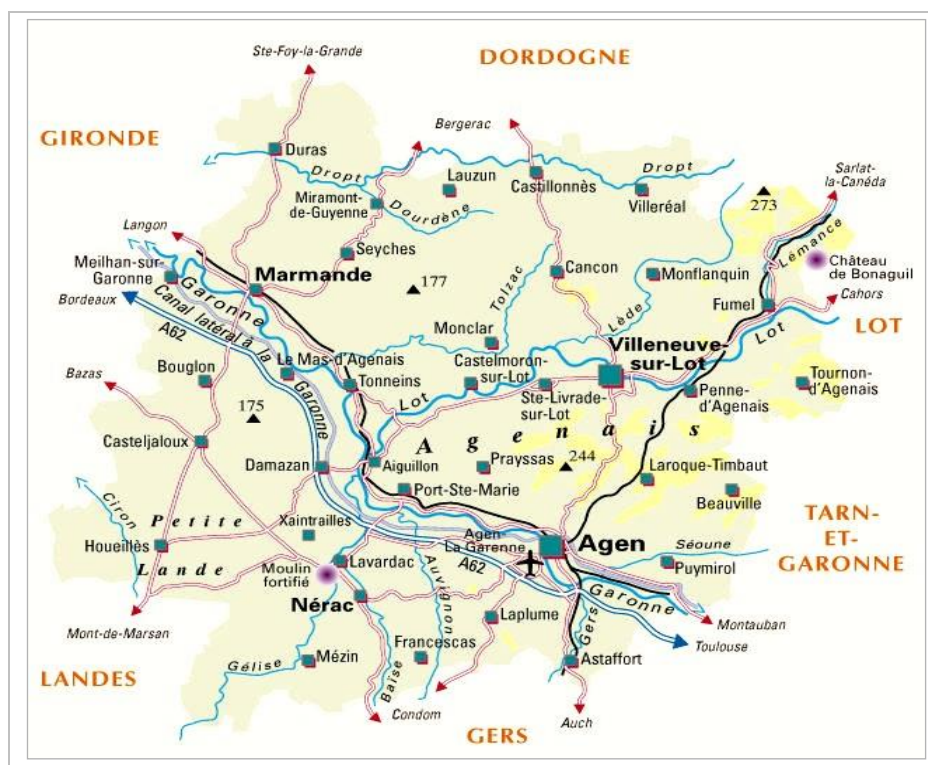 Ste-Foy-la-Grande
DORDOGNE
GIRONDE
Bergerac
Duras
Dropt
Lauzun
Castillonnès
Dropt
Sarlat-
la-Canéda
Miramont-
de-Guyenne
Dourdène
Villeréal
273
Langon
Seyches
Lémance
Château
de Bonaguil
Meilhan-sur-
Garonne
Marmande
177
Tolzac
Cancon
Monflanquin
Cahors
Bordeaux
Garonne
Canal latéral à la
Garonne
A62
Monclar
Lède
Fumel
LOT
Villeneuve-
sur-Lot
Lot
Bouglon
Le Mas-d'Agenais
Tonneins
Castelmoron-
sur-Lot
Lot
Ste-Livrade-
sur-Lot
Penne-
d'Agenais
Tournon-
d'Agenais
Bazas
175
Casteljaloux
Agenais
Damazan
Aiguillon
Prayssas
244
Laroque-Timbaut
Port-Ste-Marie
Beauville
Ciron
Petite
Lande
Xaintrailles
Houeillès
TARN-
ET-
GARONNE
Agen-
La Garenne
Agen
Séoune
Lavardac
A62
Puymirol
Moulin
fortifié
Auvignon
Nérac
Garonne
Laplume
Gers
Montauban
Mont-de-Marsan
Toulouse
Francescas
LANDES
Gélise
Mézin
Baïse
Astaffort
Condom
GERS
Auch